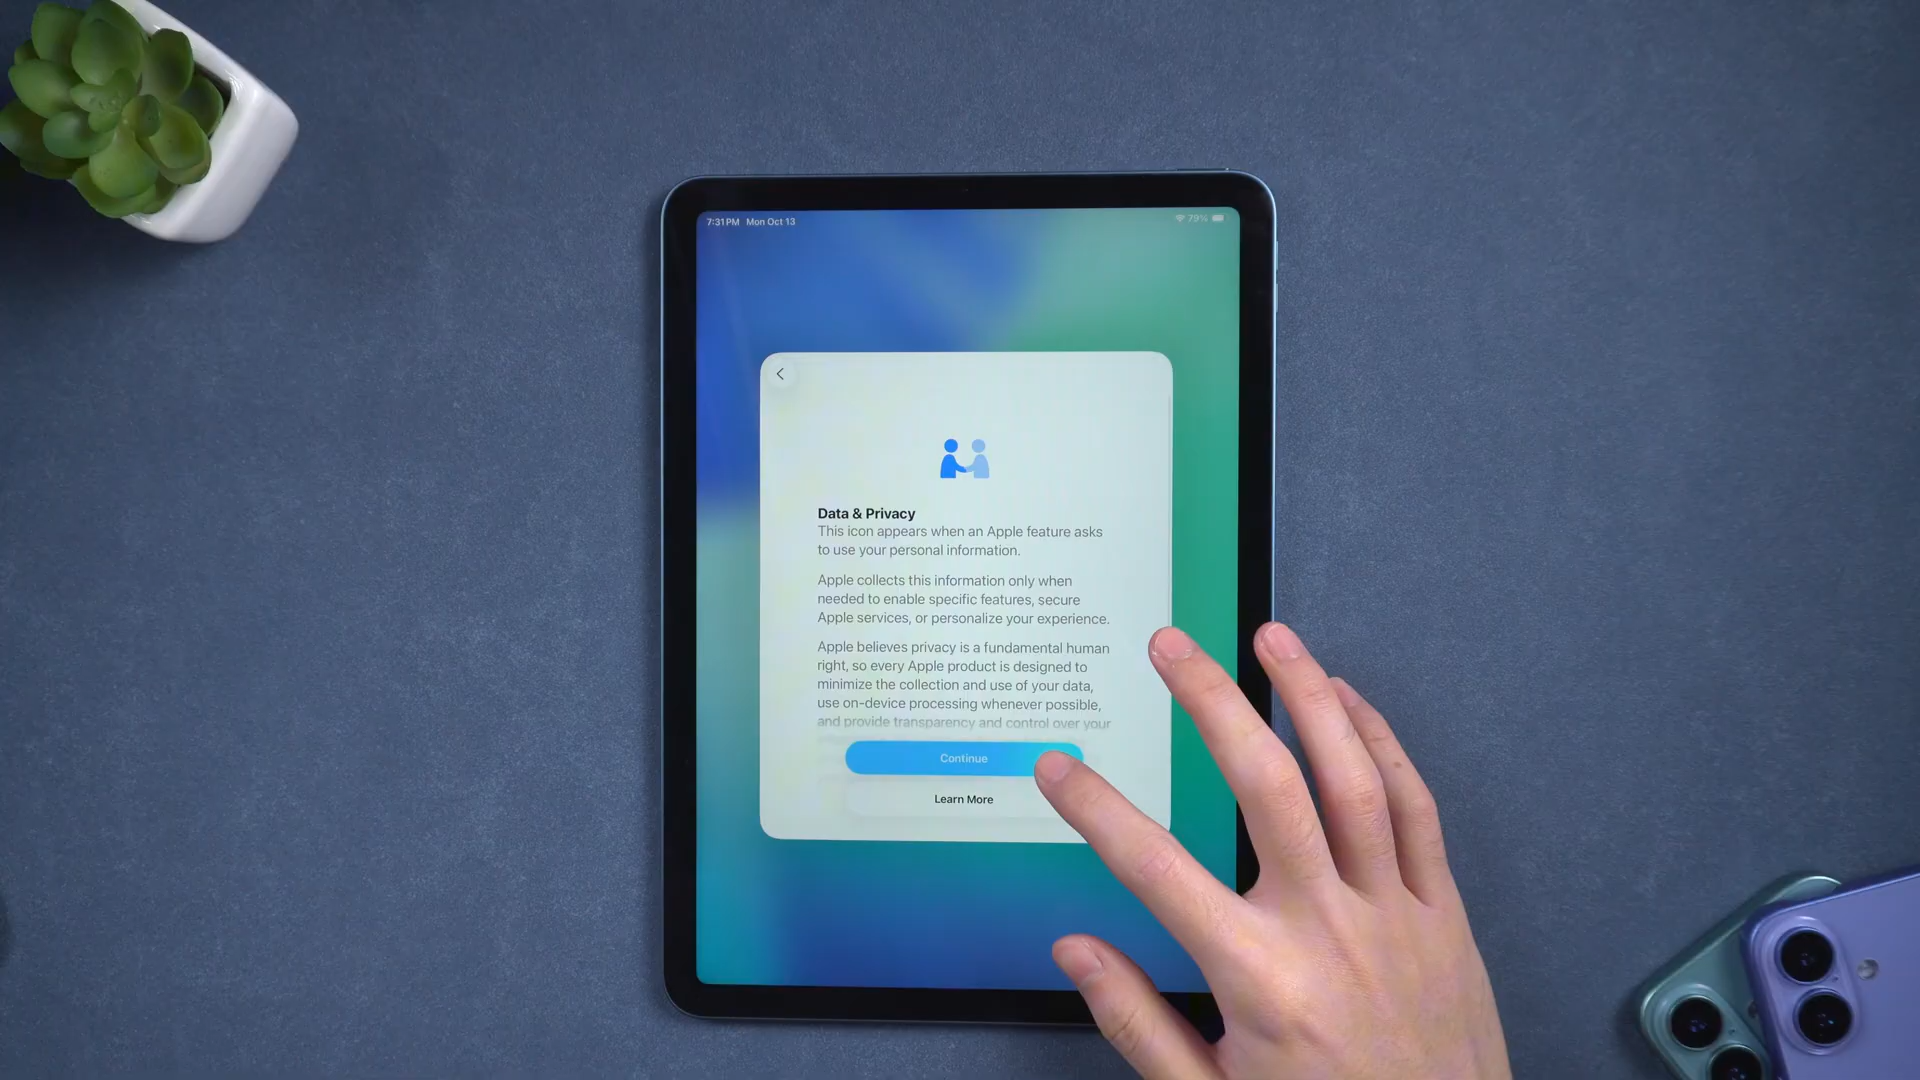 7:31 PM Mon Oct 13
79%
Data & Privacy
This icon appears when an Apple feature asks
to use your personal information.
Apple collects this information only when
needed to enable specific features, secure
Apple services, or personalize your experience.
Apple believes privacy is a fundamental human
right, so every Apple product is designed to
minimize the collection and use of your data,
use on-device processing whenever possible,
and provide transparency and control over your
Continue
Learn More